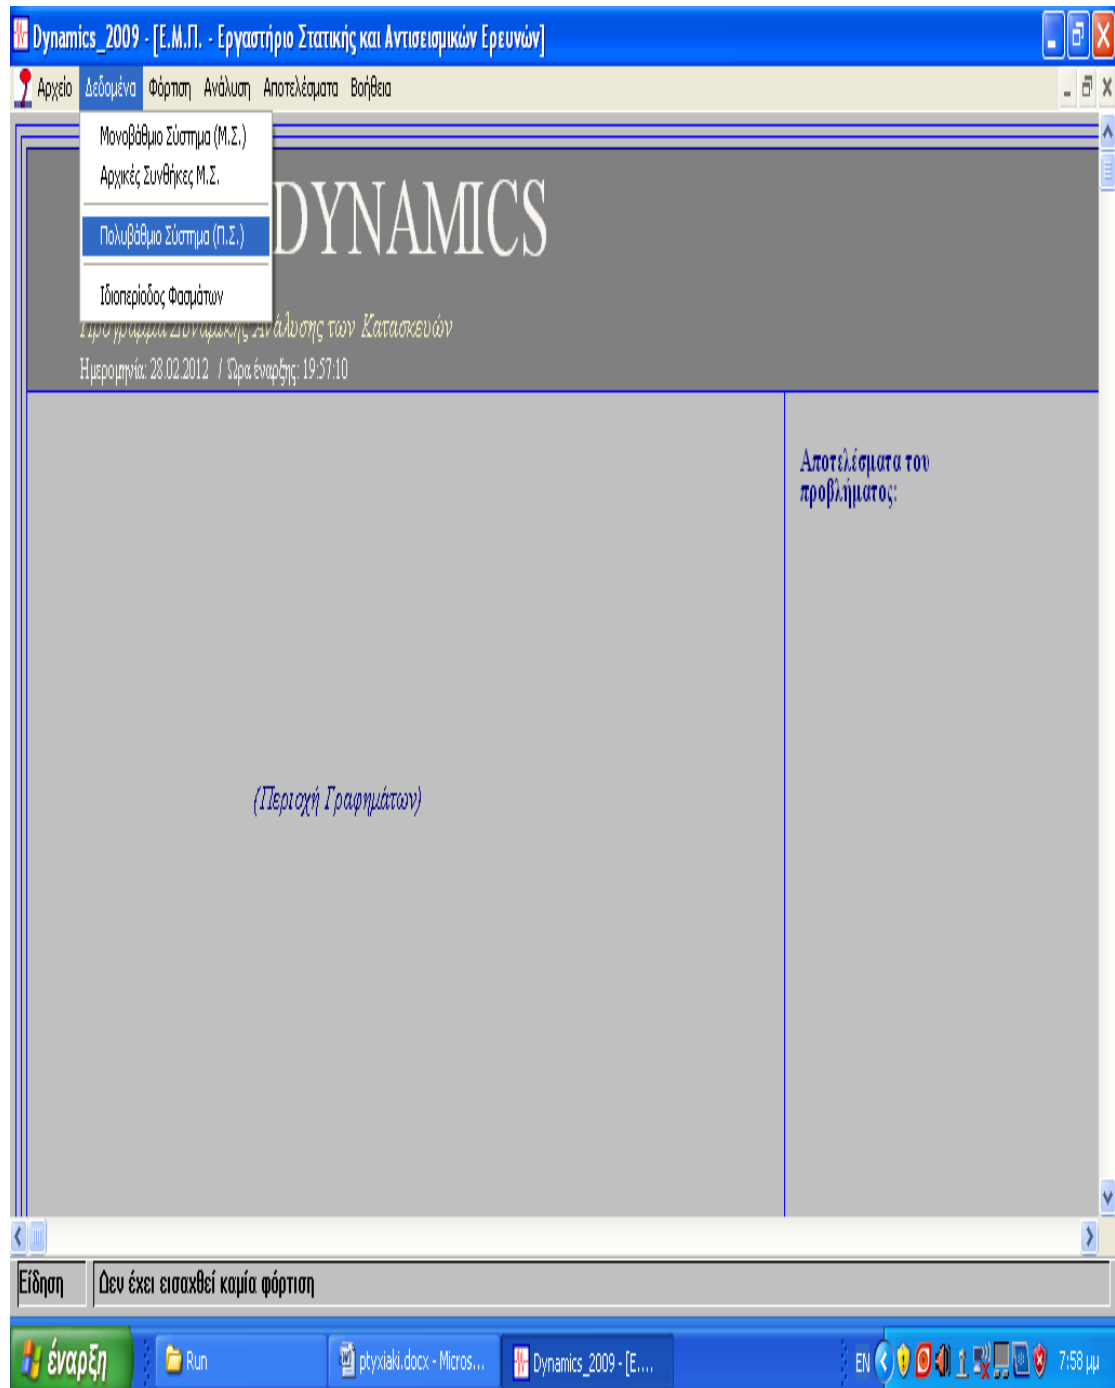 Dynamics_2009 - [Ε.Μ.Π. - Εργαστήριο Στατικής και Αντισεισμικών Ερευνών]
Αρχείο Δεδομένα Φόρτιση Ανάλυση Αποτελέσματα Βοήθεια
Μονοβάθμιο Σύστημα (Μ.Σ.)
Αρχικές Συνθήκες Μ.Σ.
Πολυβάθμιο Σύστημα (Π.Σ.)
Ιδιοπερίοδος Φασμάτων
DYNAMICS
Πρόγραμμα Δυναμικής Ανάλυσης των Κατασκευών
Ημερομηνία: 28.02.2012 / Ώρα έναρξης: 19:57:10
Αποτελέσματα του
προβλήματος:
(Περιοχή Γραφημάτων)
Είδηση Δεν έχει εισαχθεί καμία φόρτιση
έναρξη Run ptyxiaki.docx - Micros... Dynamics_2009 - [Ε.... EN 7:58 μμ